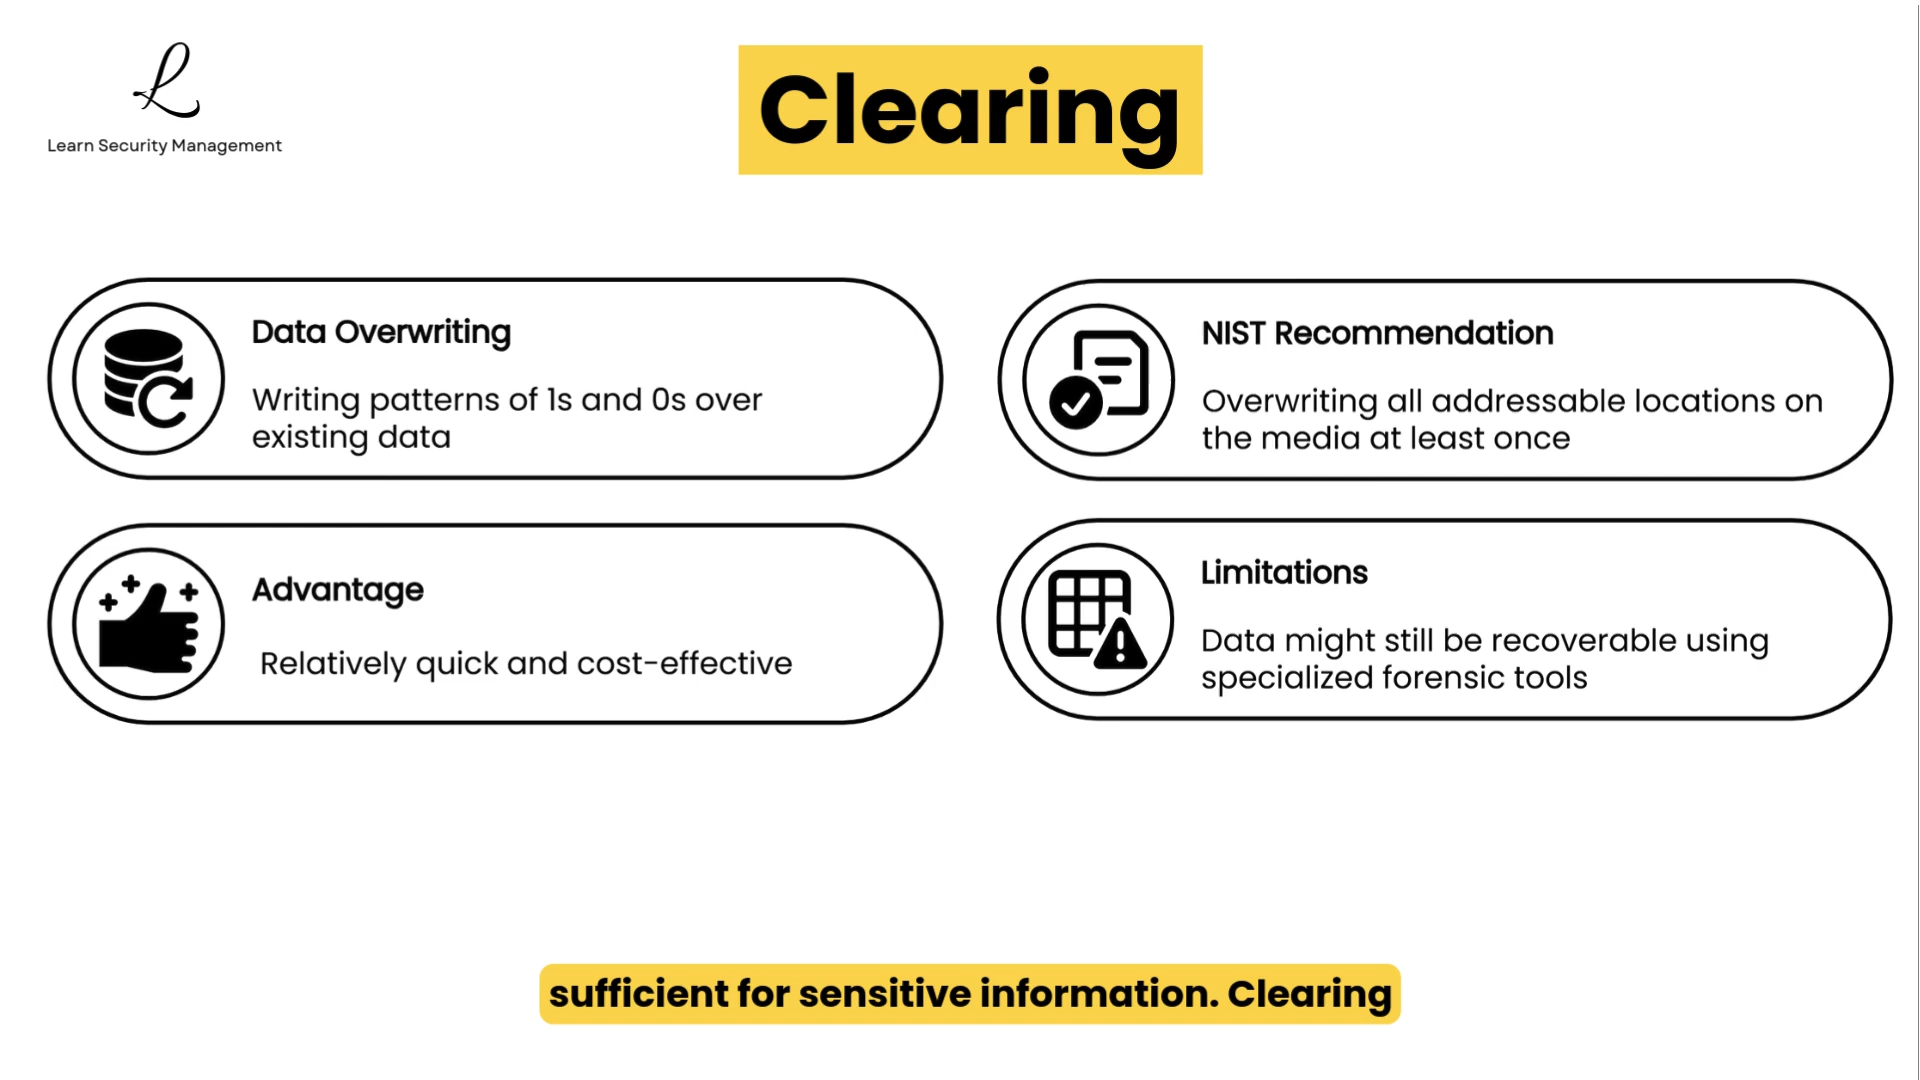 L
Learn Security Management
Clearing
Data Overwriting
Writing patterns of 1s and 0s over
existing data
NIST Recommendation
Overwriting all addressable locations on
the media at least once
Advantage
Relatively quick and cost-effective
Limitations
Data might still be recoverable using
specialized forensic tools
sufficient for sensitive information. Clearing